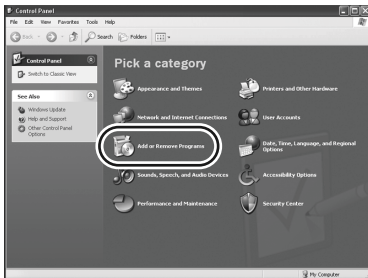 Control Panel
File Edit View Favorites Tools Help
Back Search Folders
Control Panel
Switch to Classic View
See Also
Windows Update
Help and Support
Other Control Panel
Options
Pick a category
Appearance and Themes
Printers and Other Hardware
Network and Internet Connections
User Accounts
Add or Remove Programs
Date, Time, Language, and Regional
Options
Sounds, Speech, and Audio Devices
Accessibility Options
Performance and Maintenance
Security Center
My Computer